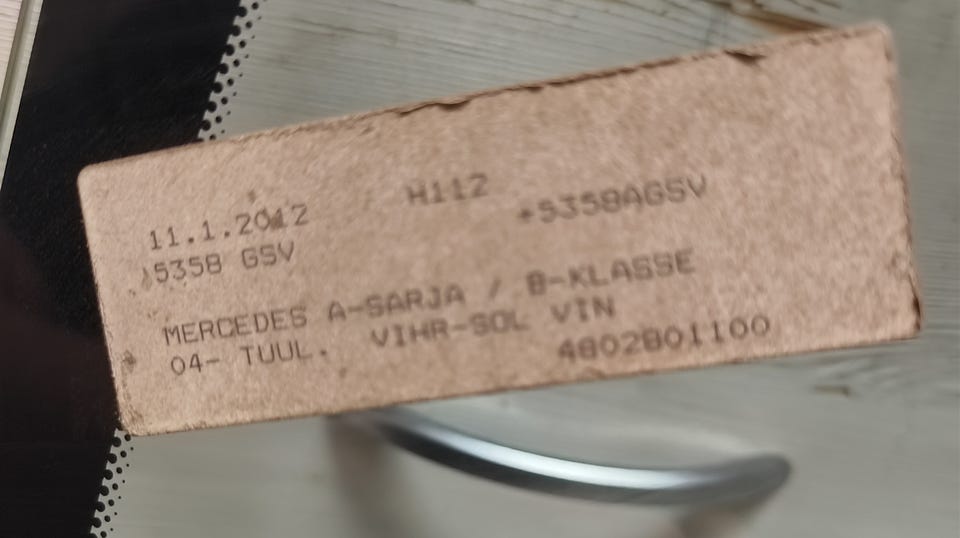 11.1.2012 H112 +5358AGSV
5358 GSV
MERCEDES A-SARJA / B-KLASSE
04- TUUL. VIHR-SOL VIN
4802801100